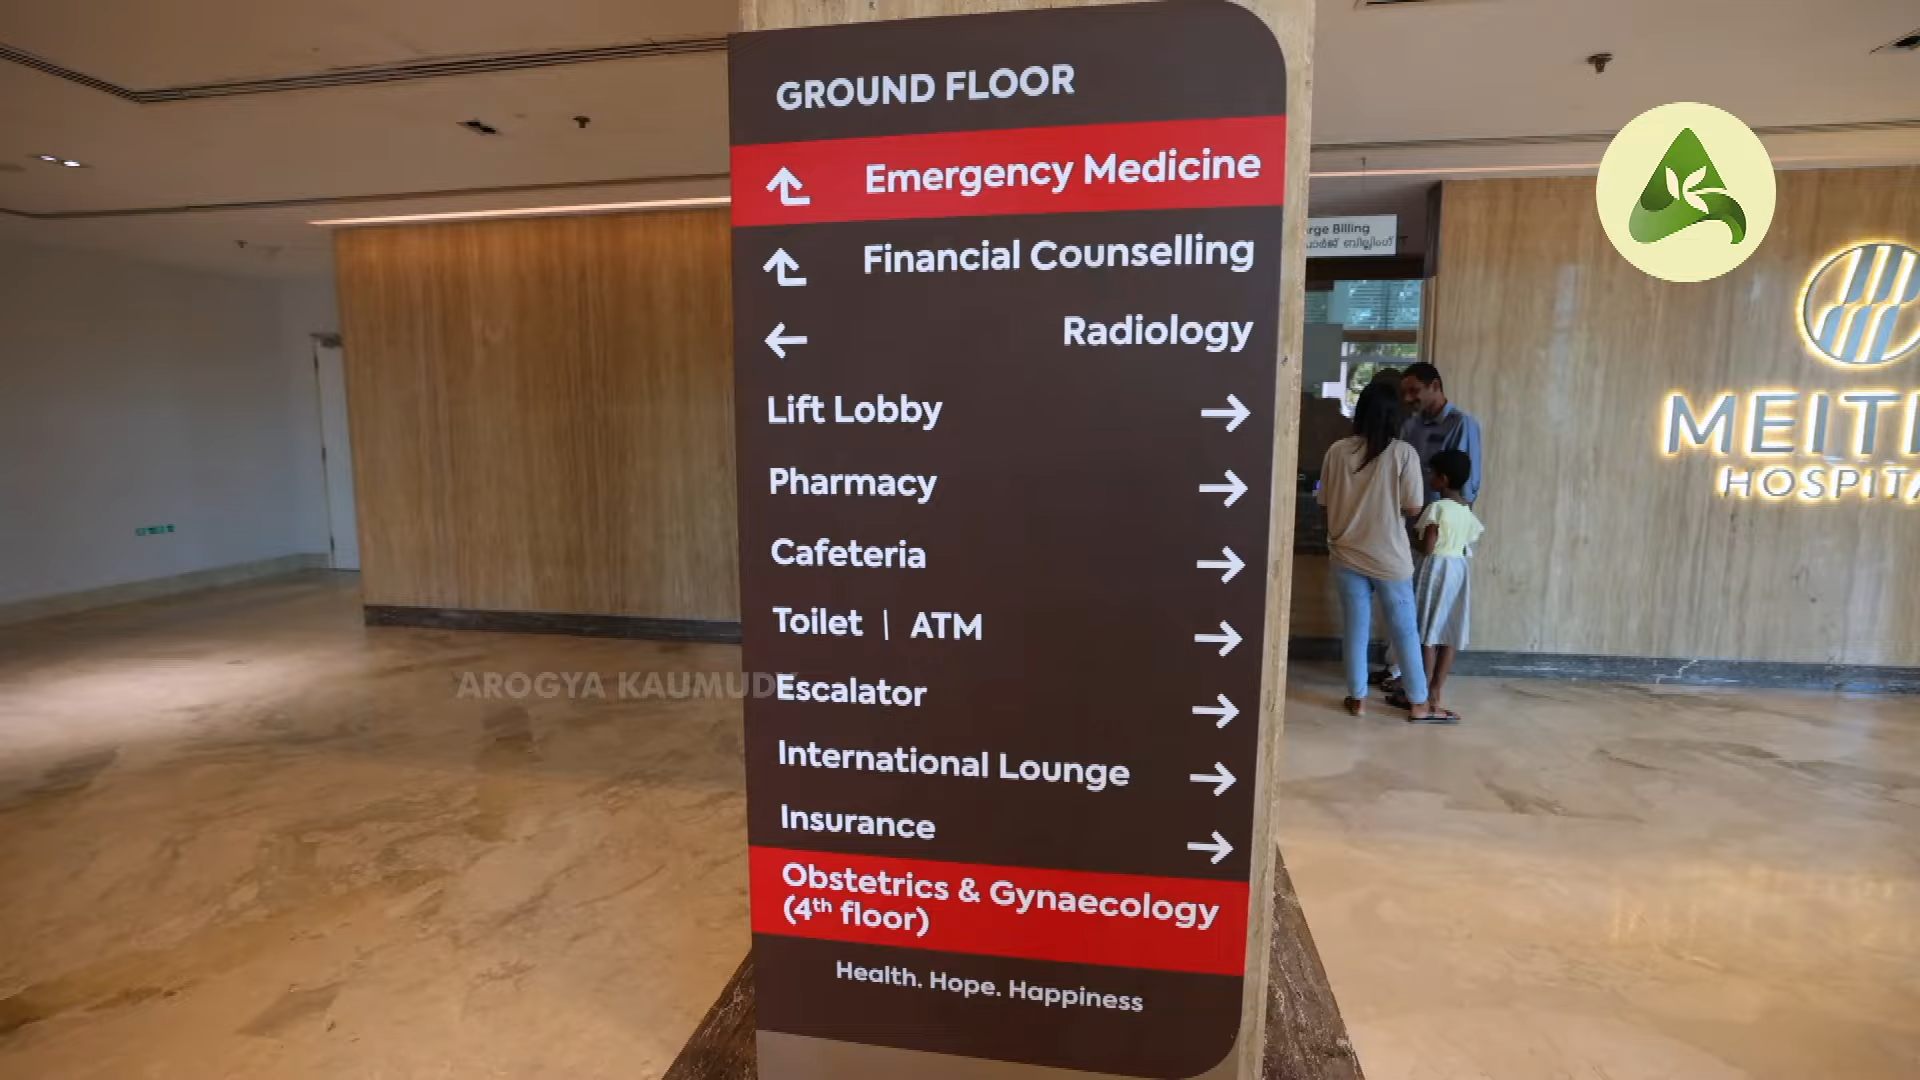 GROUND FLOOR
Emergency Medicine
Financial Counselling
Radiology
Lift Lobby
Pharmacy
Cafeteria
Toilet | ATM
Escalator
International Lounge
Insurance
Obstetrics & Gynaecology
(4th floor)
Health. Hope. Happiness
AROGYA KAUMUD
Billing
ബില്ലിംഗ്
MEIT
HOSPITA